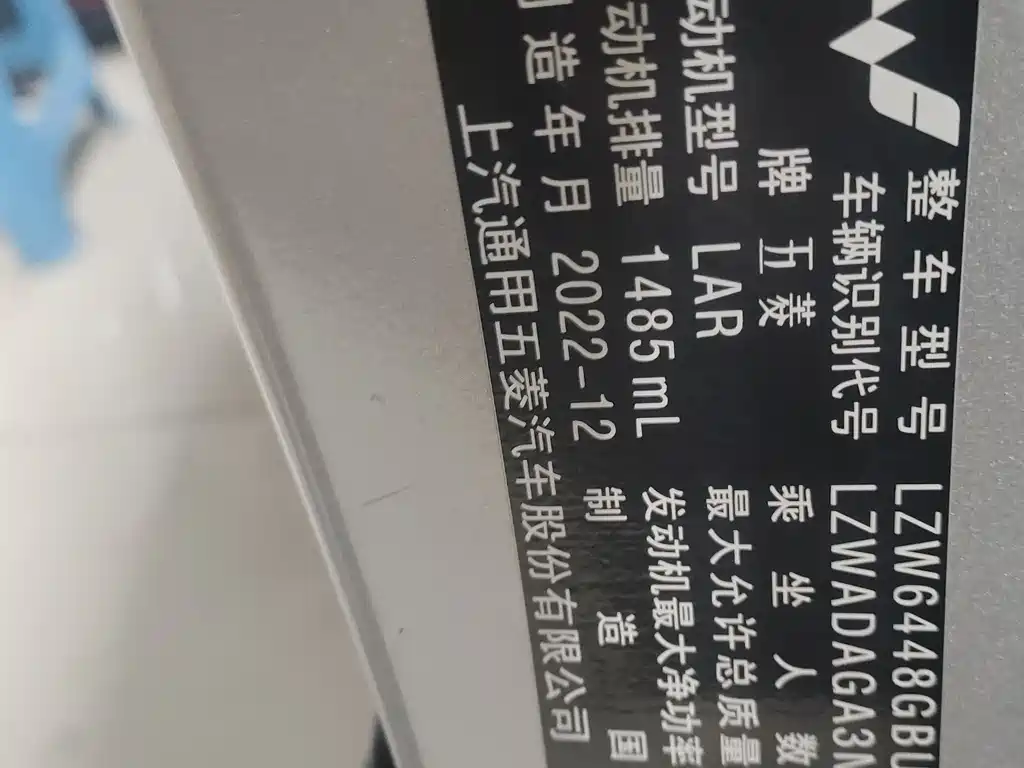 整车型号 LZW6448GBU
车辆识别代号 LZWADAGA3N
牌 五菱 乘坐人数
动机型号 LAR 最大允许总质量
动机排量 1485mL 发动机最大净功率
造年月 2022-12 制造国
上汽通用五菱汽车股份有限公司